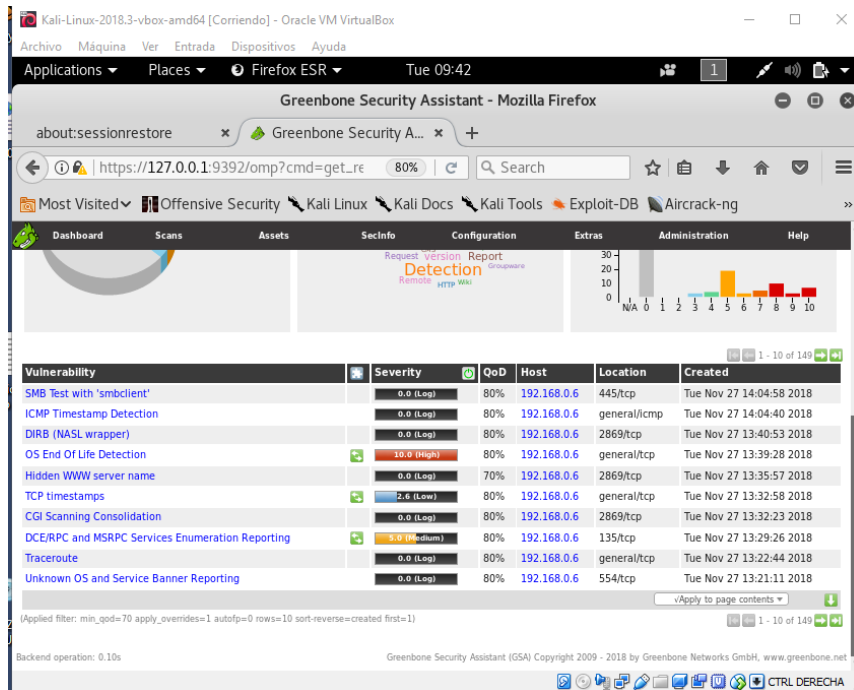 Kali-Linux-2018.3-vbox-amd64 [Corriendo] - Oracle VM VirtualBox
Archivo Máquina Ver Entrada Dispositivos Ayuda
Applications Places Firefox ESR Tue 09:42 1
Greenbone Security Assistant - Mozilla Firefox
about:sessionrestore Greenbone Security A...
https://127.0.0.1:9392/omp?cmd=get_re 80% Search
Most Visited Offensive Security Kali Linux Kali Docs Kali Tools Exploit-DB Aircrack-ng »
Dashboard Scans Assets SecInfo Configuration Extras Administration Help
Request version Report
Detection Groupware
Remote HTTP Wiki
30
20
10
0
N/A 0 1 2 3 4 5 6 7 8 9 10
1 - 10 of 149
Vulnerability Severity QoD Host Location Created
SMB Test with 'smbclient' 0.0 (Log) 80% 192.168.0.6 445/tcp Tue Nov 27 14:04:58 2018
ICMP Timestamp Detection 0.0 (Log) 80% 192.168.0.6 general/icmp Tue Nov 27 14:04:40 2018
DIRB (NASL wrapper) 0.0 (Log) 80% 192.168.0.6 2869/tcp Tue Nov 27 13:40:53 2018
OS End Of Life Detection 10.0 (High) 80% 192.168.0.6 general/tcp Tue Nov 27 13:39:28 2018
Hidden WWW server name 0.0 (Log) 70% 192.168.0.6 2869/tcp Tue Nov 27 13:35:57 2018
TCP timestamps 2.6 (Low) 80% 192.168.0.6 general/tcp Tue Nov 27 13:32:58 2018
CGI Scanning Consolidation 0.0 (Log) 80% 192.168.0.6 2869/tcp Tue Nov 27 13:32:23 2018
DCE/RPC and MSRPC Services Enumeration Reporting 5.0 (Medium) 80% 192.168.0.6 135/tcp Tue Nov 27 13:29:26 2018
Traceroute 0.0 (Log) 80% 192.168.0.6 general/tcp Tue Nov 27 13:22:44 2018
Unknown OS and Service Banner Reporting 0.0 (Log) 80% 192.168.0.6 554/tcp Tue Nov 27 13:21:11 2018
√Apply to page contents
(Applied filter: min_qod=70 apply_overrides=1 autofp=0 rows=10 sort-reverse=created first=1) 1 - 10 of 149
Backend operation: 0.10s Greenbone Security Assistant (GSA) Copyright 2009 - 2018 by Greenbone Networks GmbH, www.greenbone.net
CTRL DERECHA